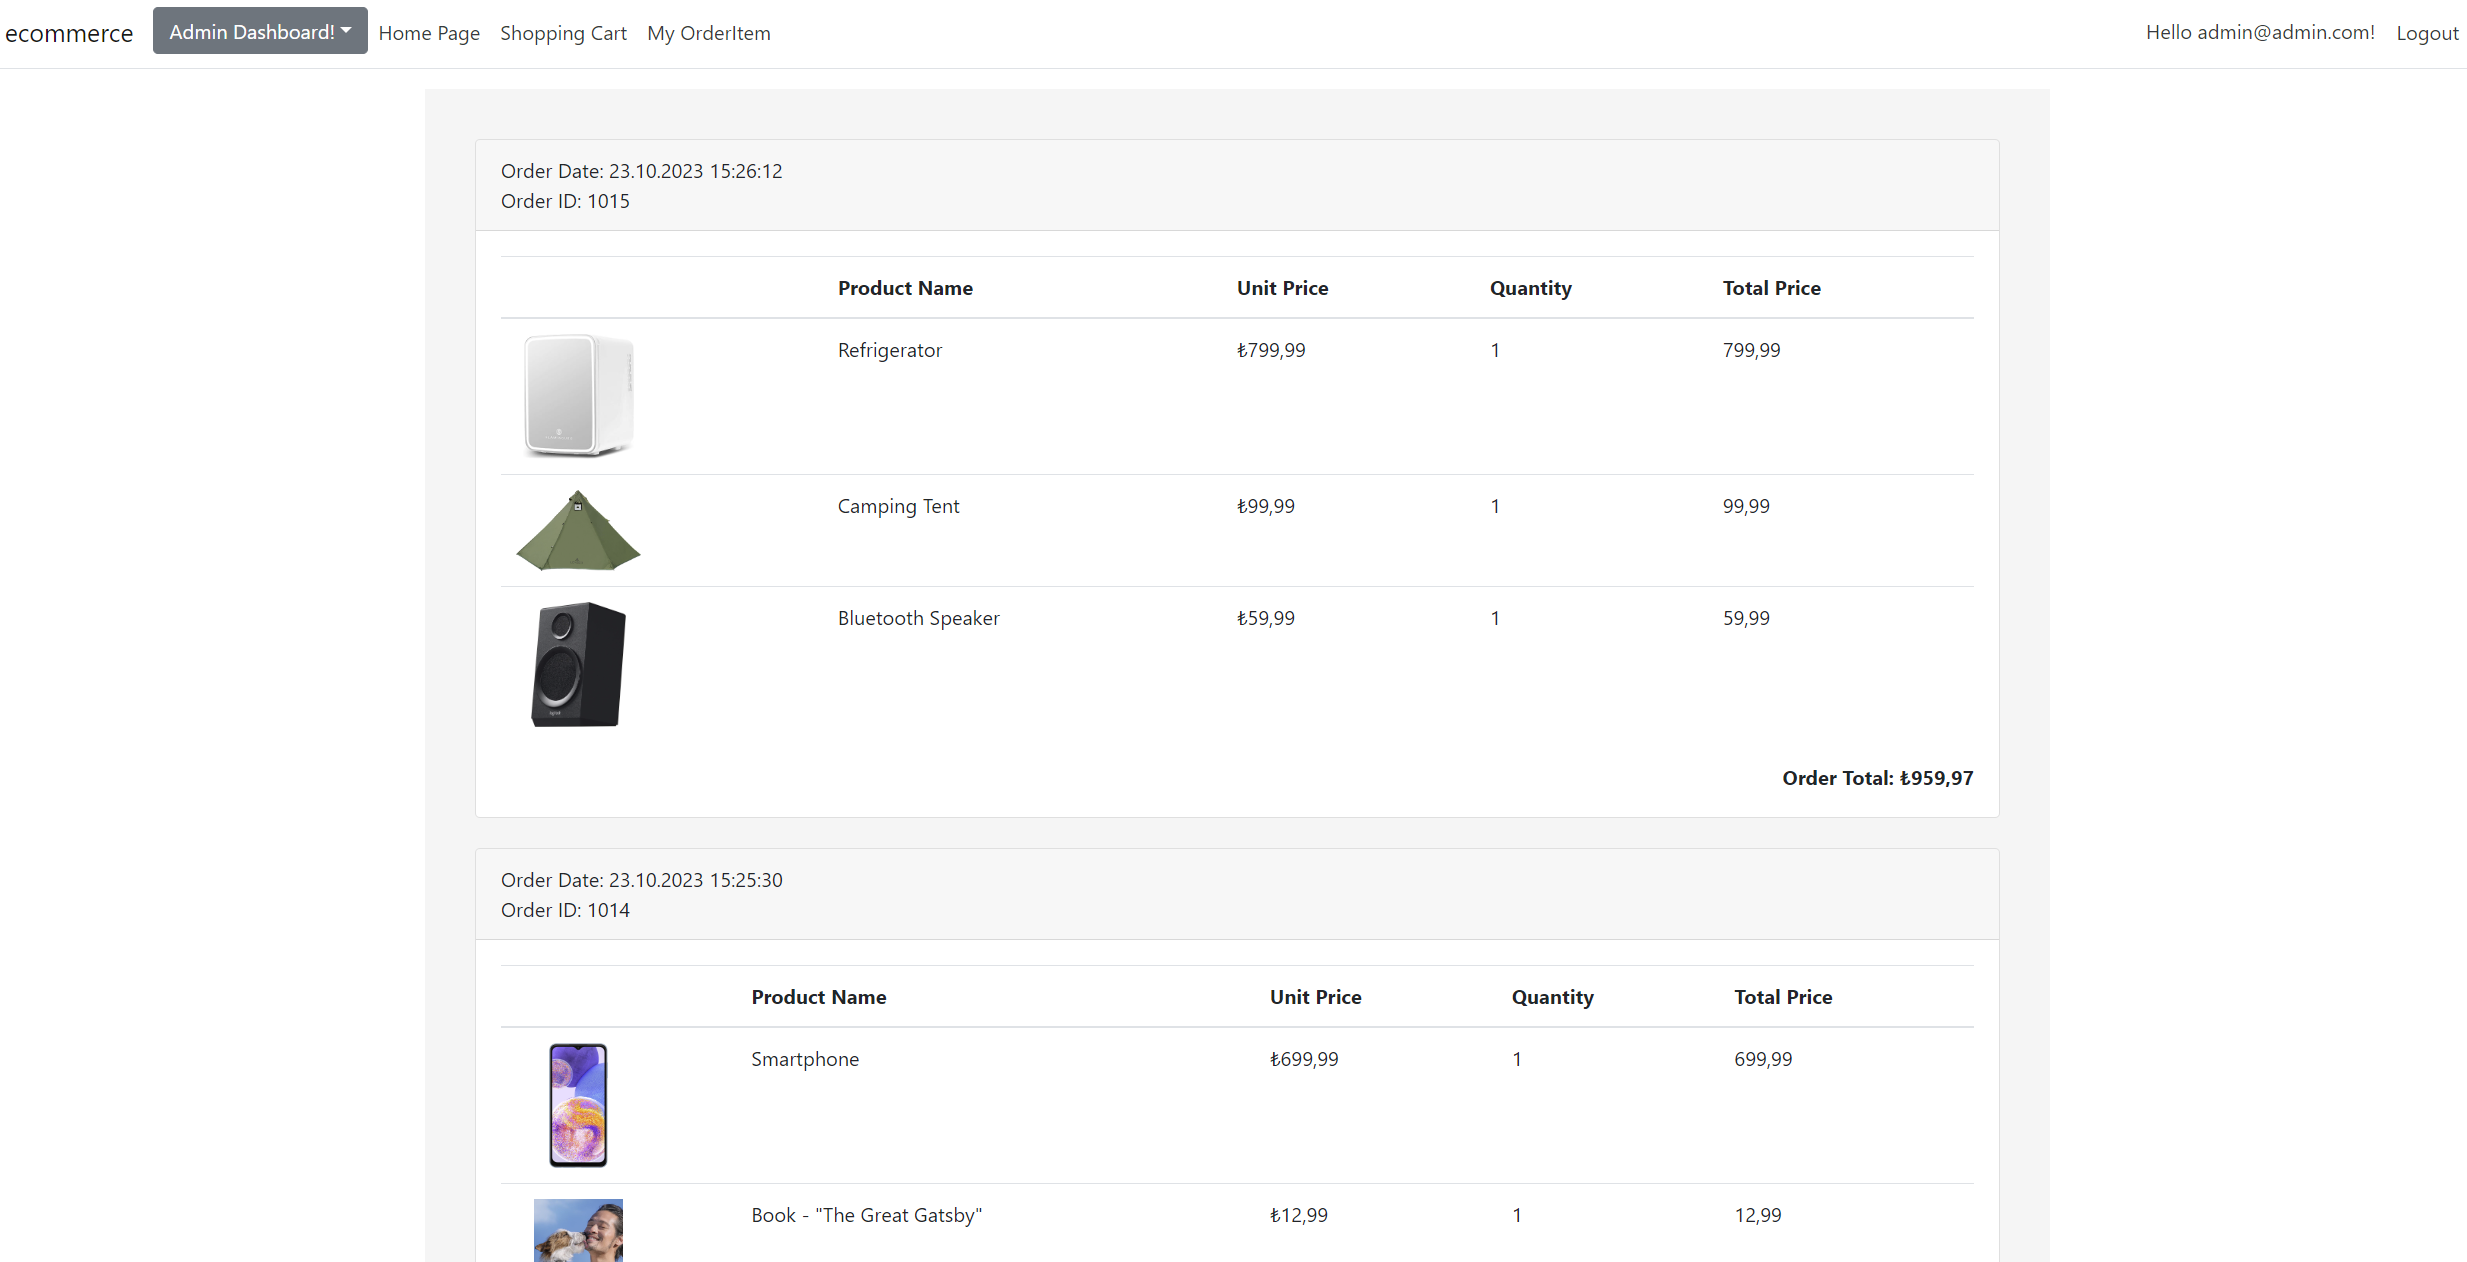 ecommerce Admin Dashboard! Home Page Shopping Cart My OrderItem Hello admin@admin.com! Logout
Order Date: 23.10.2023 15:26:12
Order ID: 1015
Product Name Unit Price Quantity Total Price
Refrigerator ₺799,99 1 799,99
Camping Tent ₺99,99 1 99,99
Bluetooth Speaker ₺59,99 1 59,99
Order Total: ₺959,97
Order Date: 23.10.2023 15:25:30
Order ID: 1014
Product Name Unit Price Quantity Total Price
Smartphone ₺699,99 1 699,99
Book - "The Great Gatsby" ₺12,99 1 12,99